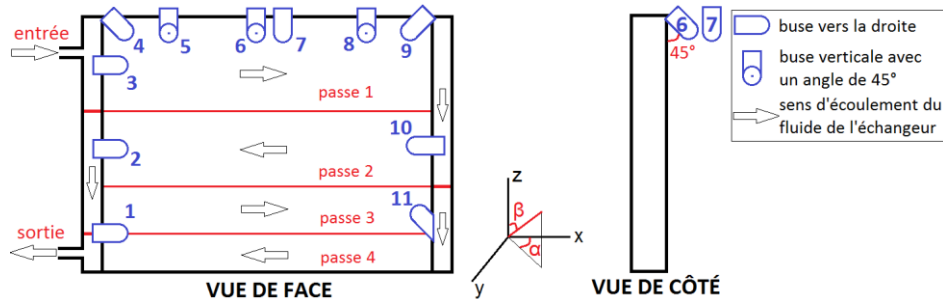 entrée
4
5
6
7
8
9
3
passe 1
10
2
passe 2
1
11
passe 3
sortie
passe 4
VUE DE FACE
z
β
x
α
y
6
7
45°
VUE DE CÔTÉ
buse vers la droite
buse verticale avec
un angle de 45°
sens d'écoulement du
fluide de l'échangeur